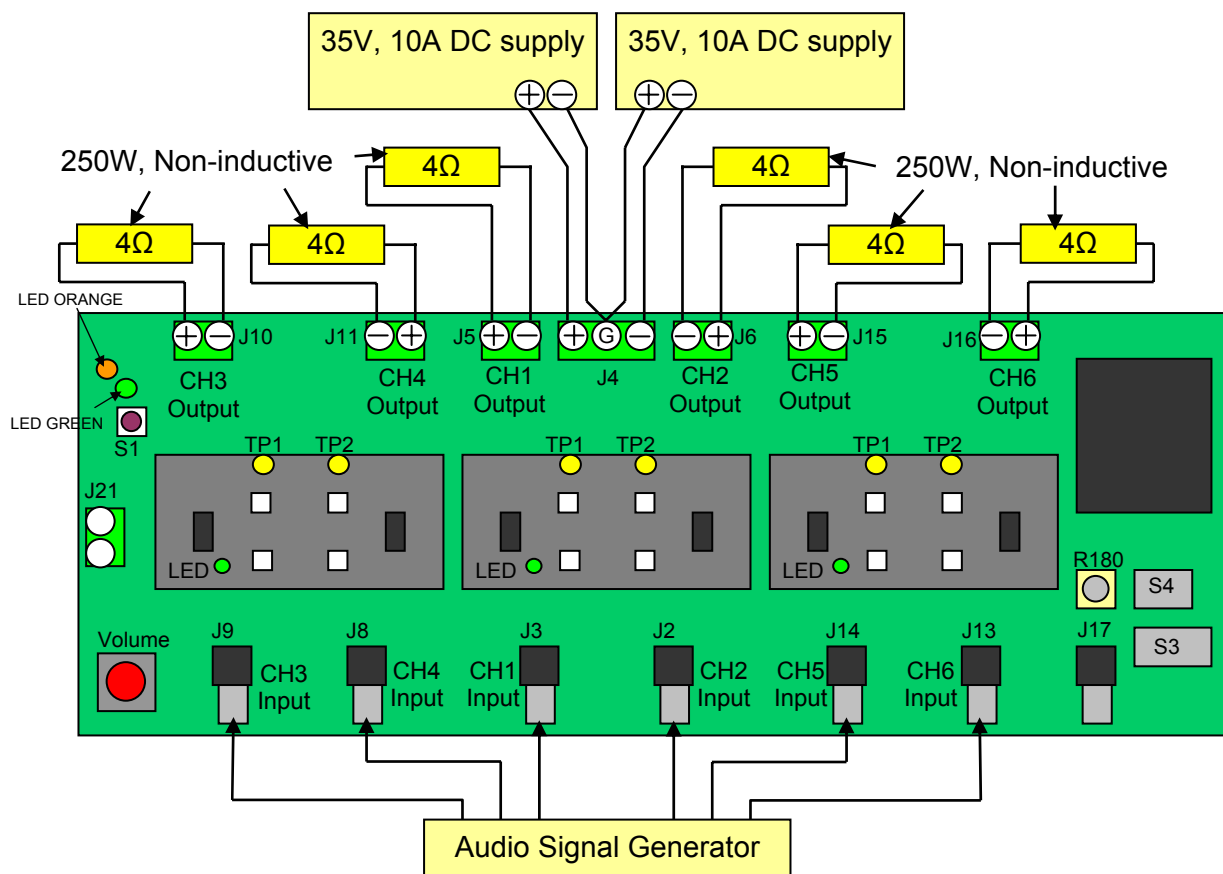 35V, 10A DC supply
35V, 10A DC supply
+ −
+ −
250W, Non-inductive
4Ω
4Ω
250W, Non-inductive
4Ω
4Ω
4Ω
4Ω
LED ORANGE
+ −
J10
J11
− +
J5
+ −
+ G −
− +
J6
+ −
J15
J16
− +
J4
CH3
Output
CH4
Output
CH1
Output
CH2
Output
CH5
Output
CH6
Output
LED GREEN
S1
TP1
TP2
TP1
TP2
TP1
TP2
J21
LED
LED
LED
R180
S4
S3
Volume
J9
J8
J3
J2
J14
J13
J17
CH3
Input
CH4
Input
CH1
Input
CH2
Input
CH5
Input
CH6
Input
Audio Signal Generator